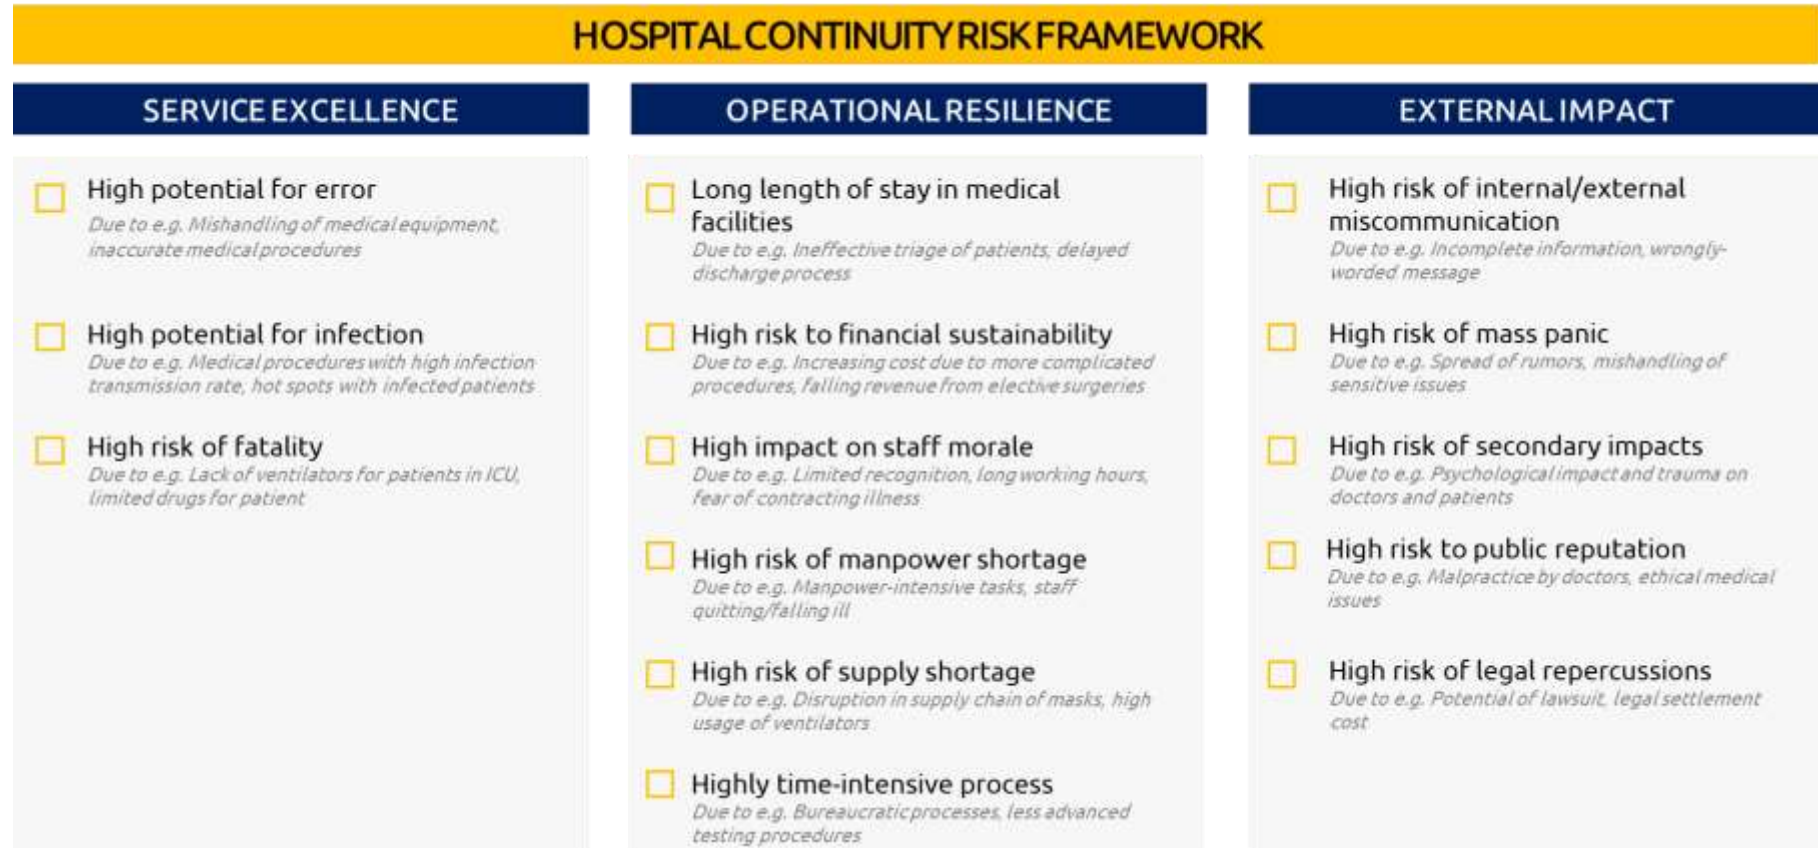 HOSPITAL CONTINUITY RISK FRAMEWORK
SERVICE EXCELLENCE
High potential for error
Due to e.g. Mishandling of medical equipment,
inaccurate medical procedures
High potential for infection
Due to e.g. Medical procedures with high infection
transmission rate, hot spots with infected patients
High risk of fatality
Due to e.g. Lack of ventilators for patients in ICU,
limited drugs for patient
OPERATIONAL RESILIENCE
Long length of stay in medical
facilities
Due to e.g. Ineffective triage of patients, delayed
discharge process
High risk to financial sustainability
Due to e.g. Increasing cost due to more complicated
procedures, falling revenue from elective surgeries
High impact on staff morale
Due to e.g. Limited recognition, long working hours,
fear of contracting illness
High risk of manpower shortage
Due to e.g. Manpower-intensive tasks, staff
quitting/falling ill
High risk of supply shortage
Due to e.g. Disruption in supply chain of masks, high
usage of ventilators
Highly time-intensive process
Due to e.g. Bureaucratic processes, less advanced
testing procedures
EXTERNAL IMPACT
High risk of internal/external
miscommunication
Due to e.g. Incomplete information, wrongly-
worded message
High risk of mass panic
Due to e.g. Spread of rumors, mishandling of
sensitive issues
High risk of secondary impacts
Due to e.g. Psychological impact and trauma on
doctors and patients
High risk to public reputation
Due to e.g. Malpractice by doctors, ethical medical
issues
High risk of legal repercussions
Due to e.g. Potential of lawsuit, legal settlement
cost